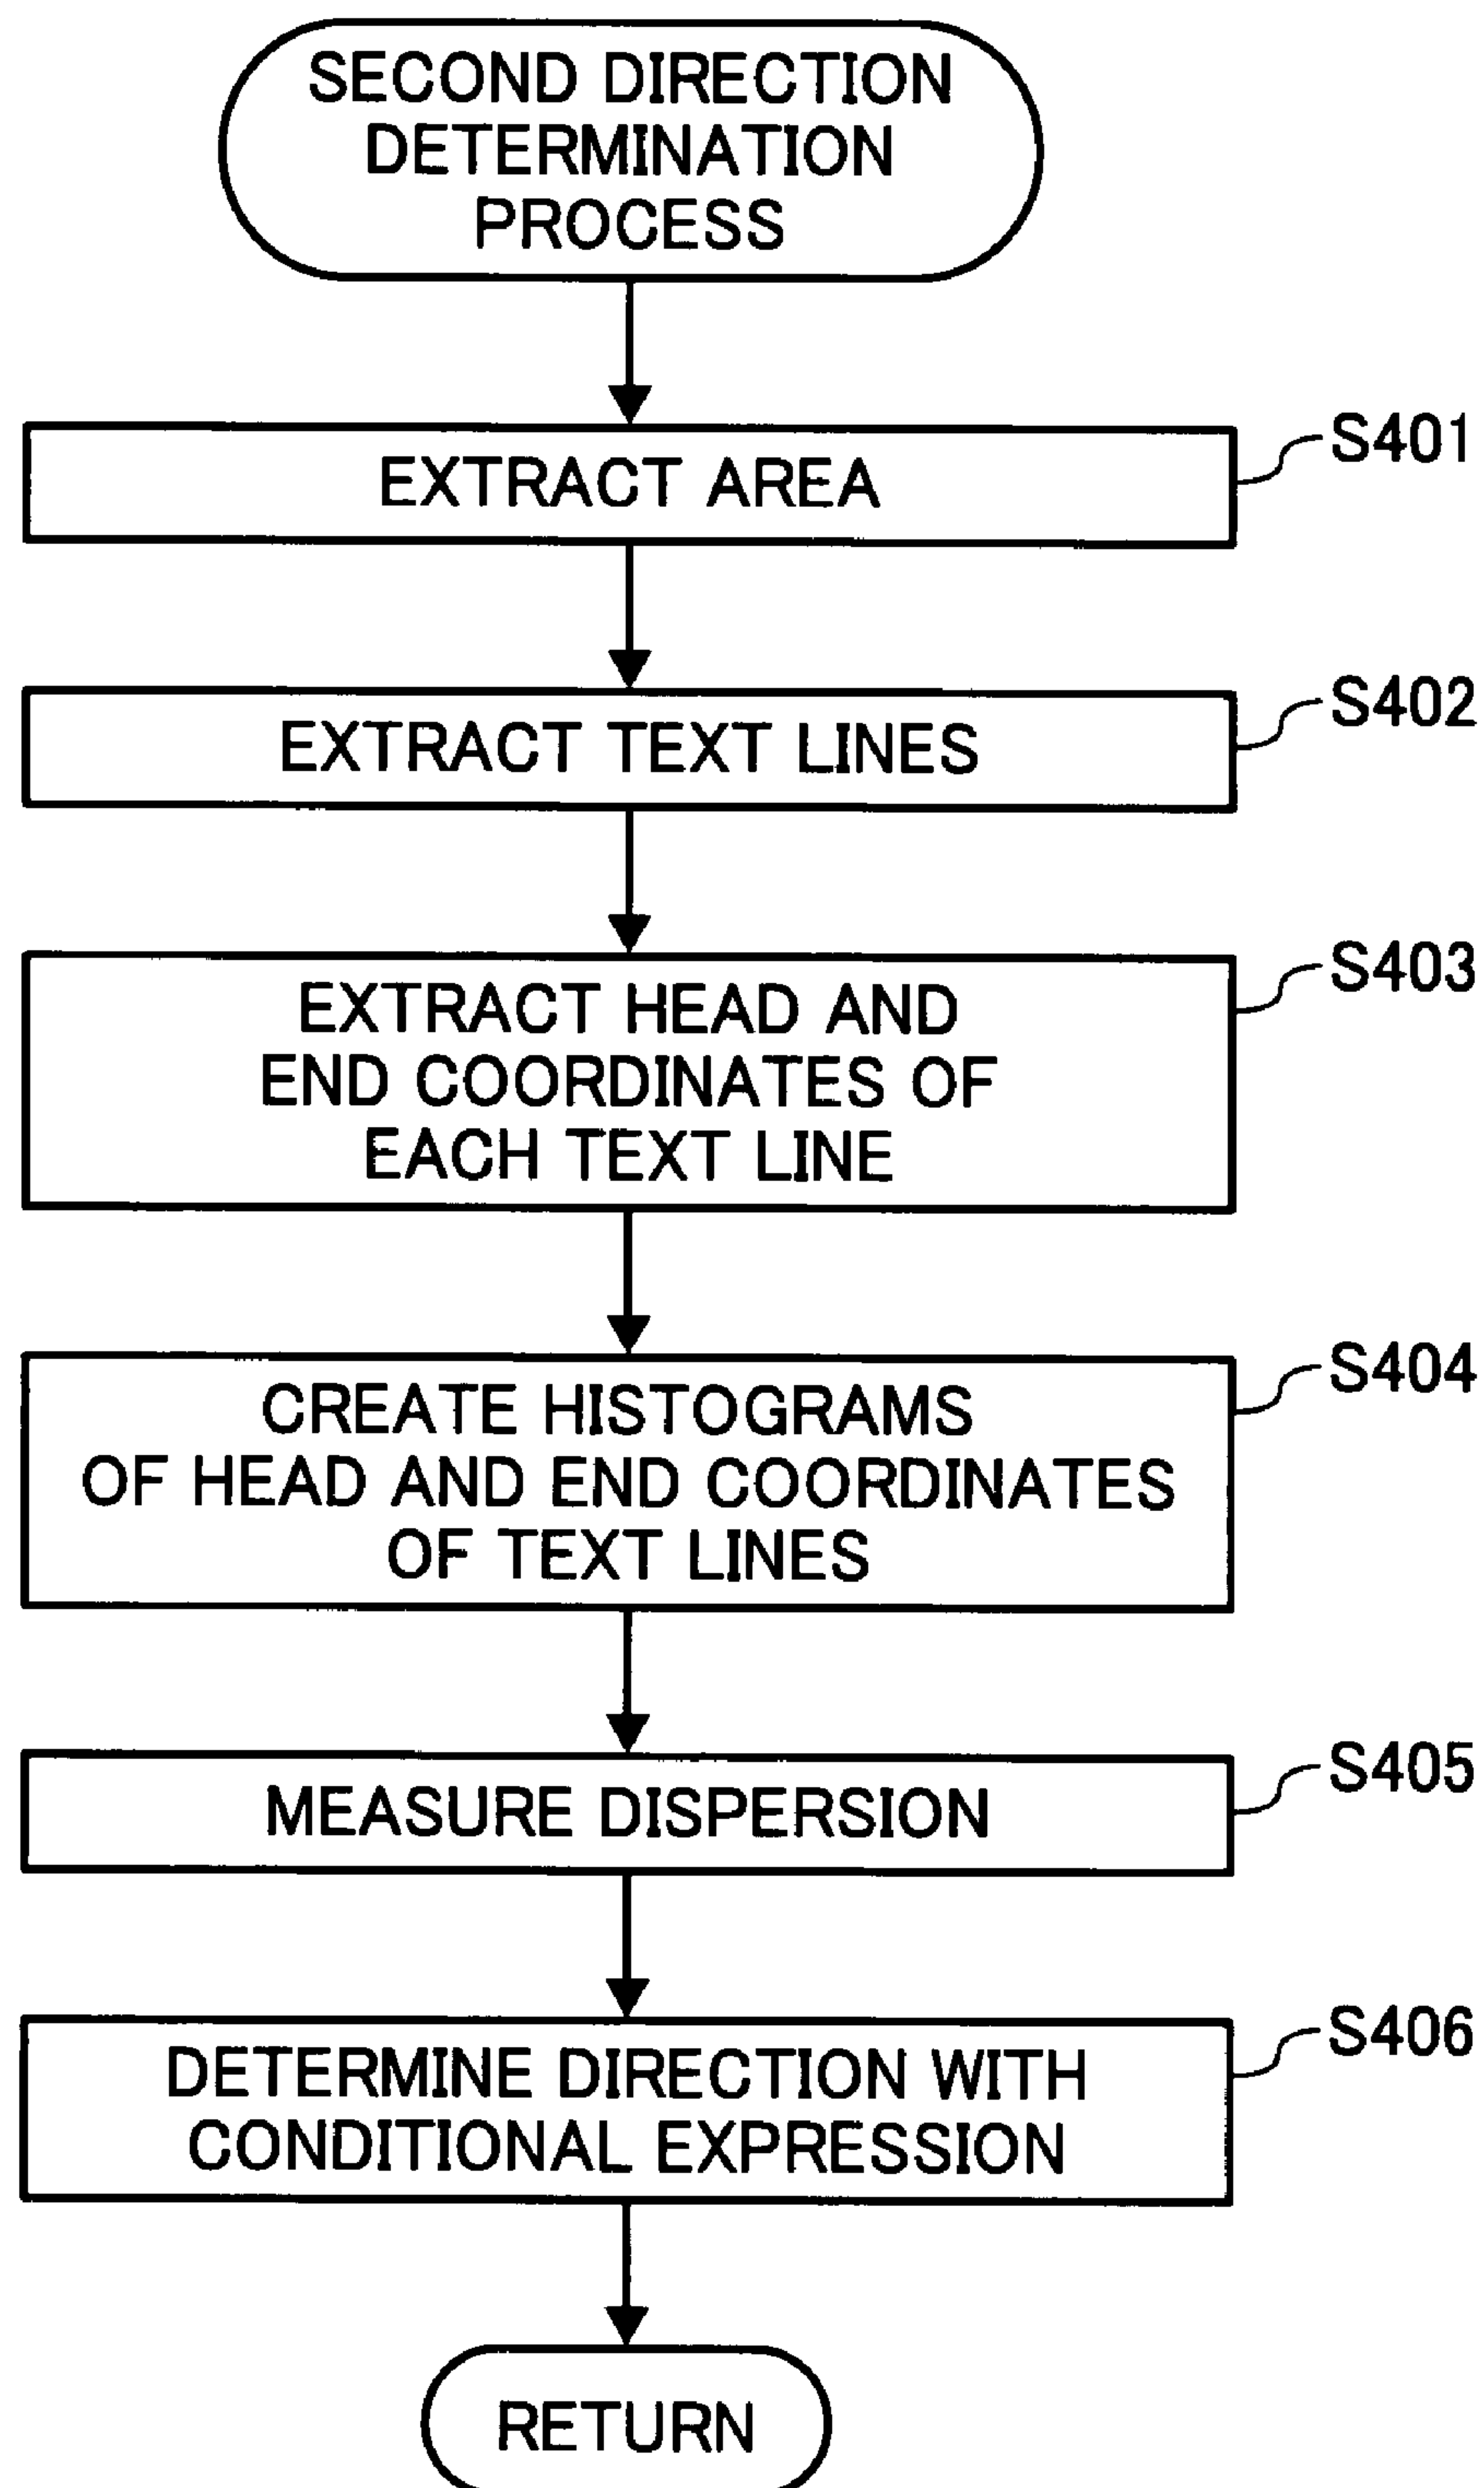 SECOND DIRECTION
DETERMINATION
PROCESS
EXTRACT AREA
S401
EXTRACT TEXT LINES
S402
EXTRACT HEAD AND
END COORDINATES OF
EACH TEXT LINE
S403
CREATE HISTOGRAMS
OF HEAD AND END COORDINATES
OF TEXT LINES
S404
MEASURE DISPERSION
S405
DETERMINE DIRECTION WITH
CONDITIONAL EXPRESSION
S406
RETURN